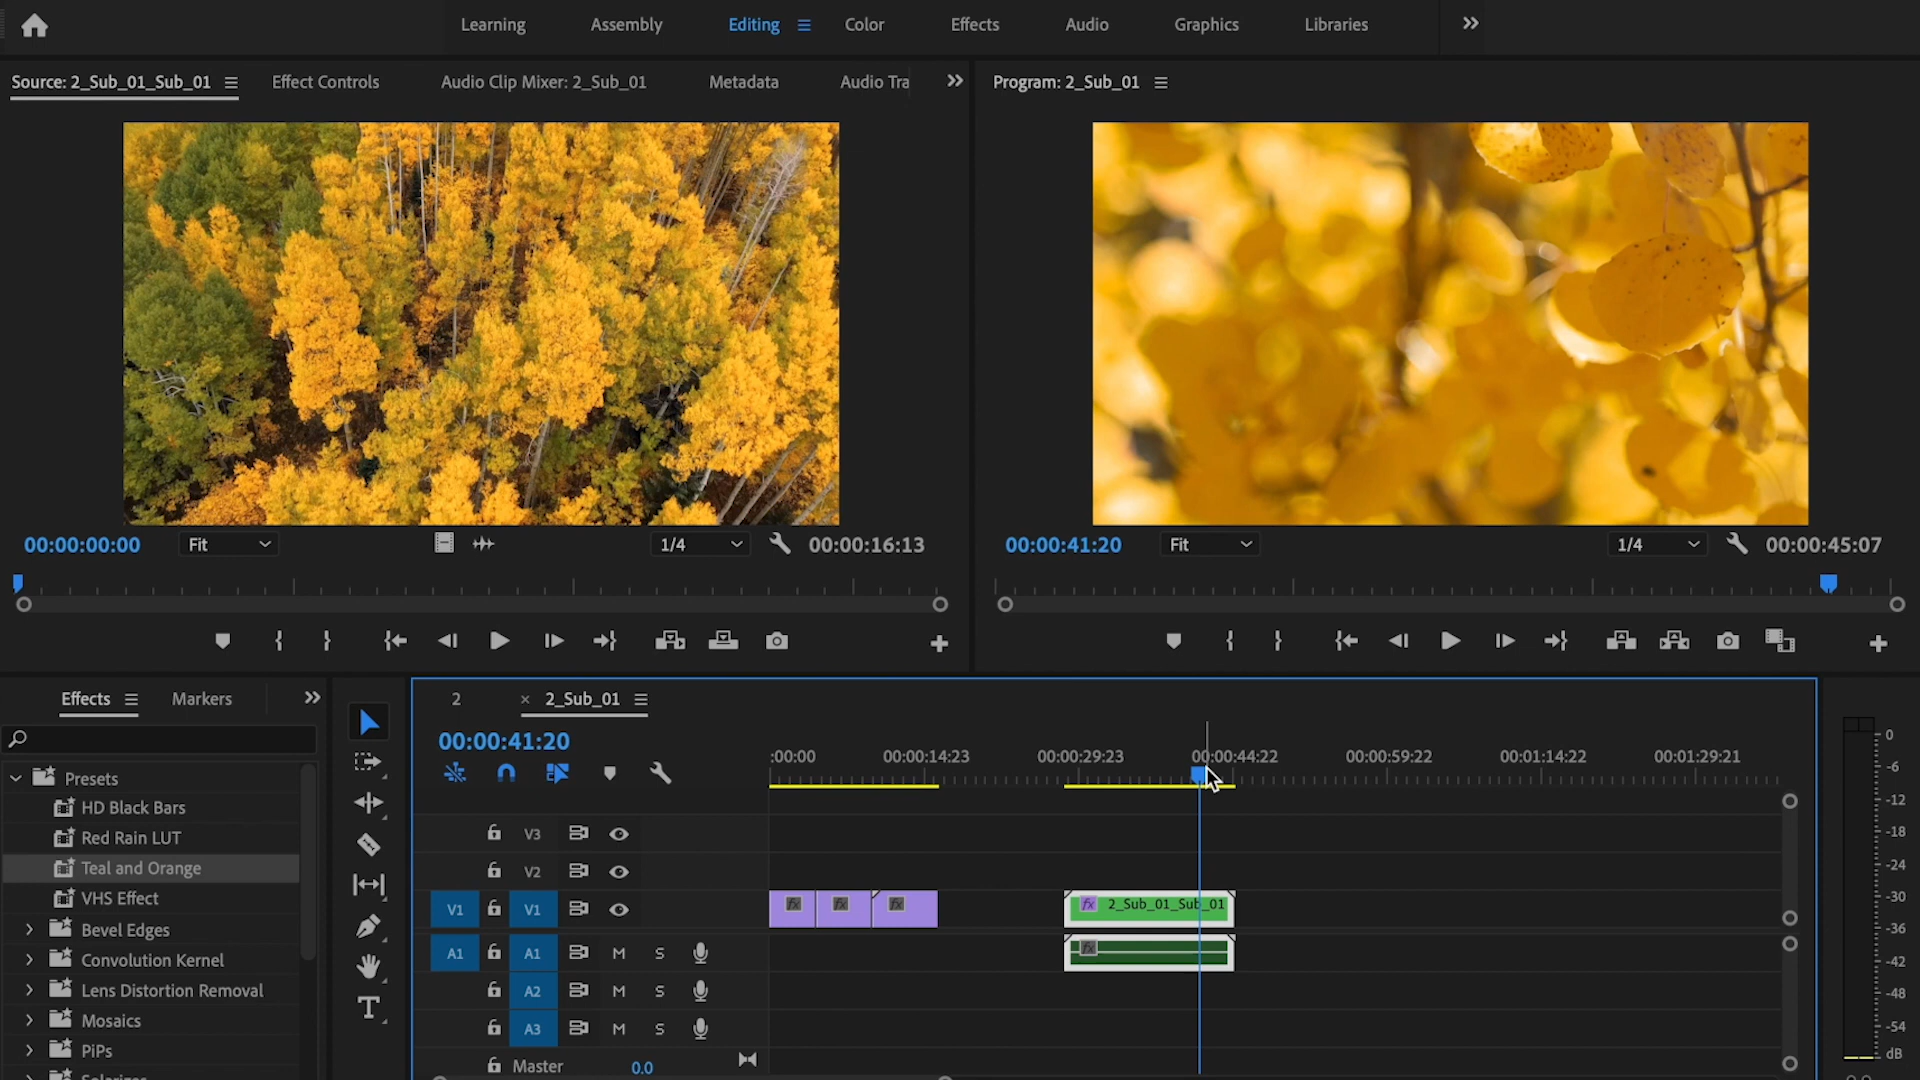 Learning Assembly Editing Color Effects Audio Graphics Libraries
Source: 2_Sub_01_Sub_01 Effect Controls Audio Clip Mixer: 2_Sub_01 Metadata Audio Tra
Program: 2_Sub_01
00:00:00:00 Fit 1/4 00:00:16:13
00:00:41:20 Fit 1/4 00:00:45:07
Effects Markers
Presets
HD Black Bars
Red Rain LUT
Teal and Orange
VHS Effect
Bevel Edges
Convolution Kernel
Lens Distortion Removal
Mosaics
PiPs
T
2 × 2_Sub_01
00:00:41:20
:00:00 00:00:14:23 00:00:29:23 00:00:44:22 00:00:59:22 00:01:14:22 00:01:29:21
V3
V2
V1 V1 fx fx fx fx 2_Sub_01_Sub_01
A1 A1 M S fx
A2 M S
A3 M S
Master 0.0
0
-6
-12
-18
-24
-30
-36
-42
-48
-54
dB